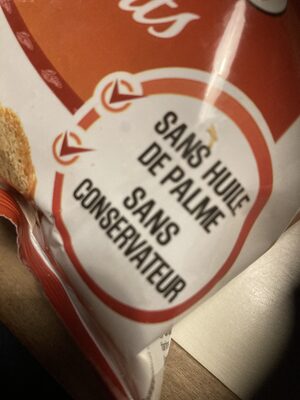 SANS HUILE
DE PALME
SANS
CONSERVATEUR